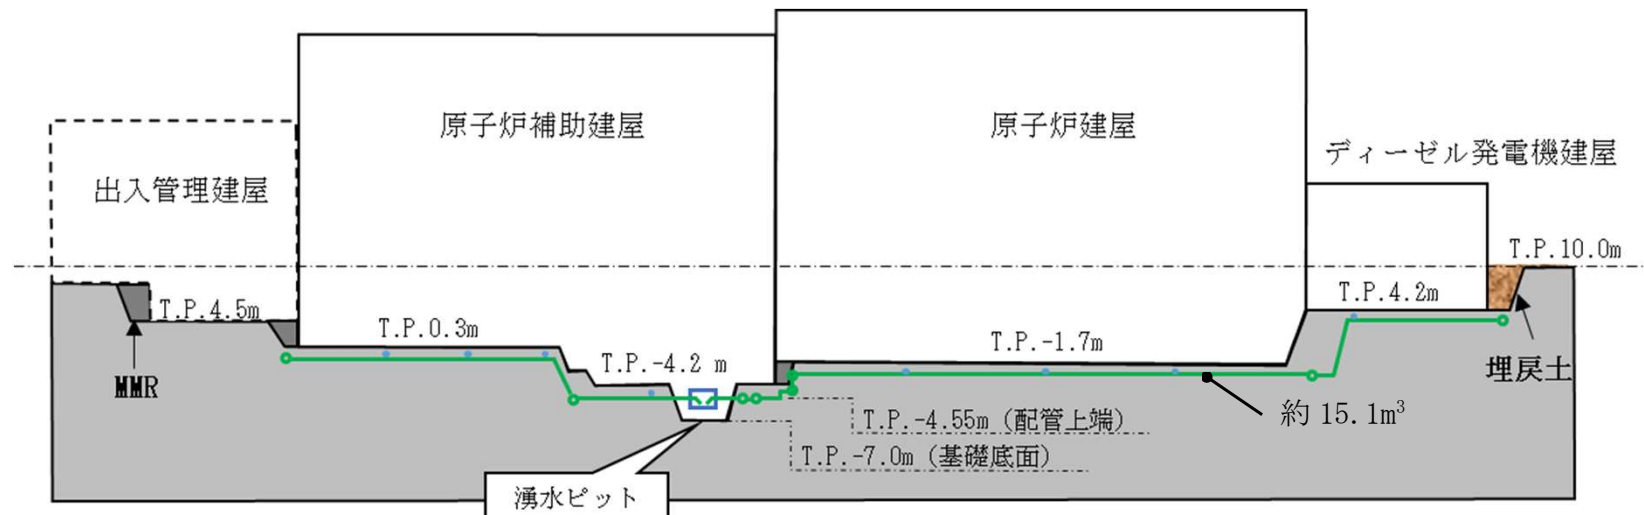 原子炉補助建屋
原子炉建屋
ディーゼル発電機建屋
出入管理建屋
T.P.10.0m
T.P.4.5m
T.P.4.2m
T.P.0.3m
T.P.-1.7m
T.P.-4.2 m
MMR
埋戻土
T.P.-4.55m (配管上端)
約 15.1m³
T.P.-7.0m (基礎底面)
湧水ピット